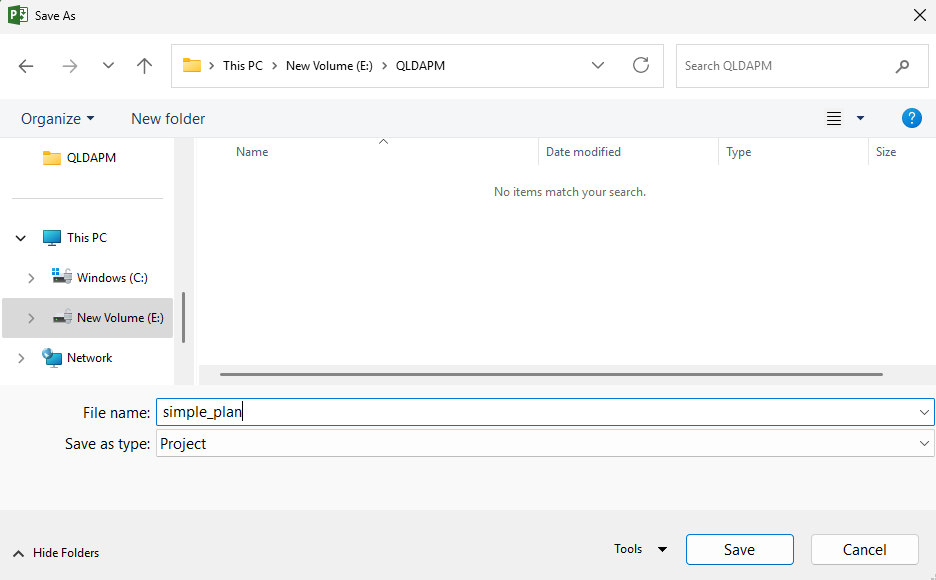 Save As
This PC > New Volume (E:) > QLDAPM
Search QLDAPM
Organize New folder
QLDAPM
Name Date modified Type Size
No items match your search.
This PC
Windows (C:)
New Volume (E:)
Network
File name: simple_plan
Save as type: Project
Hide Folders Tools Save Cancel